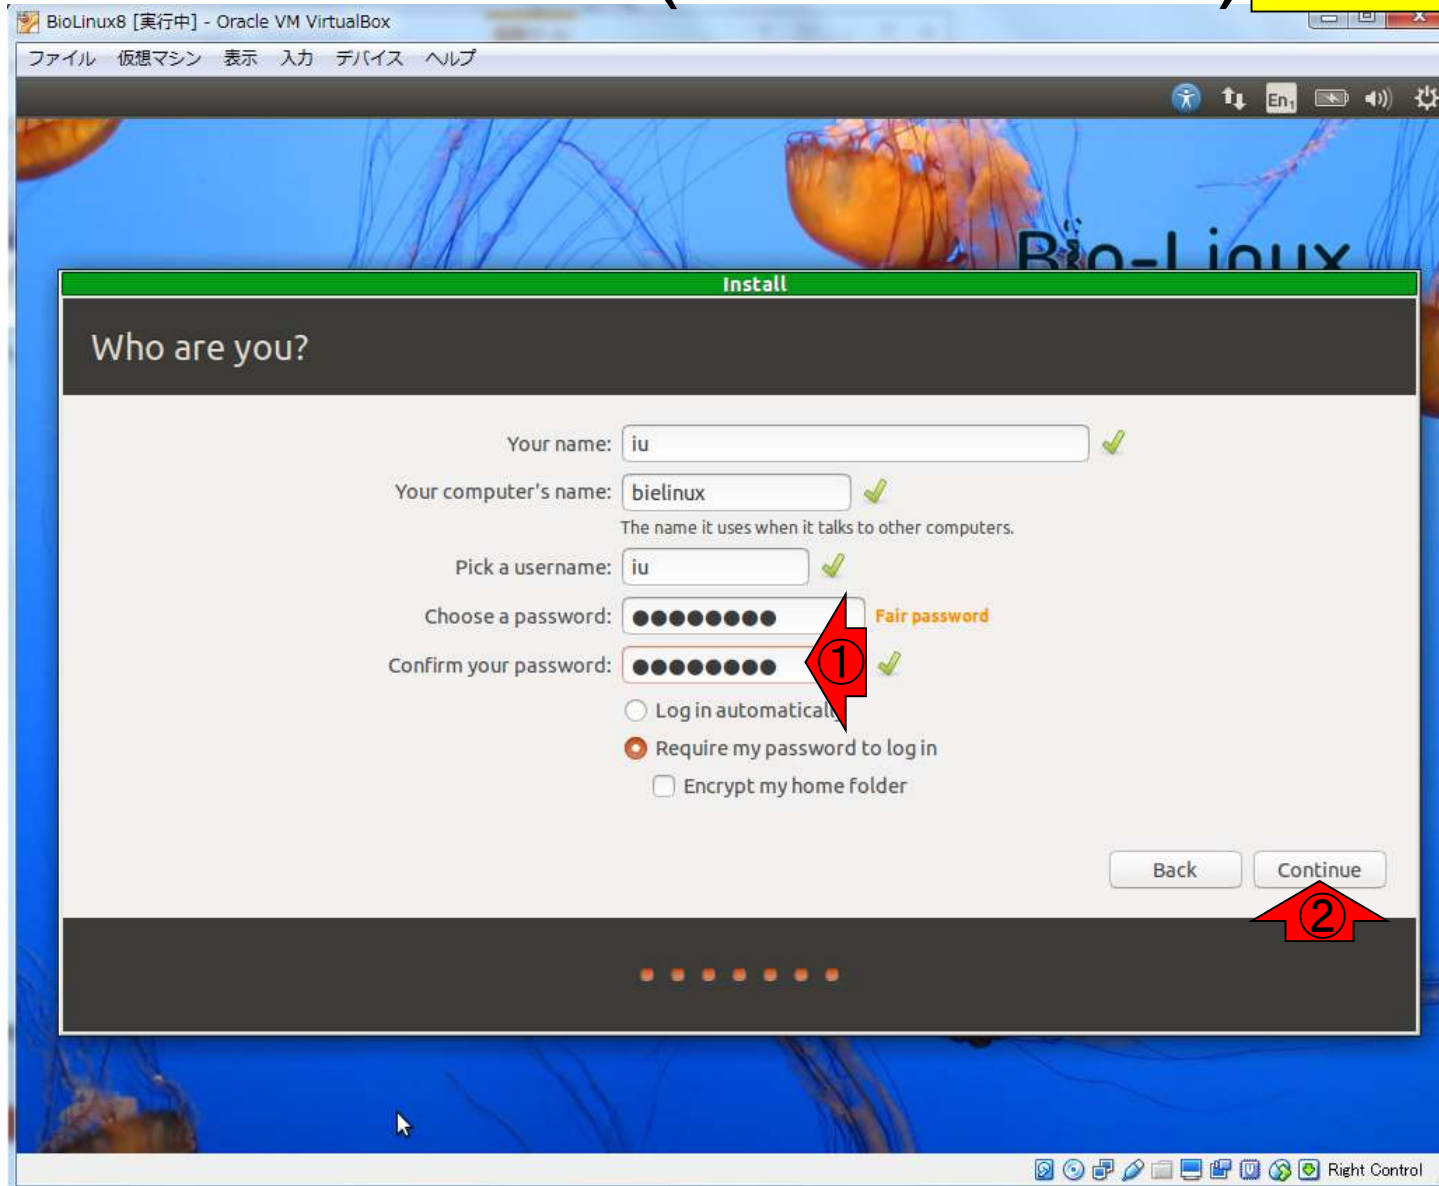 (
)
BioLinux8 [実行中] - Oracle VM VirtualBox
ファイル 仮想マシン 表示 入力 デバイス ヘルプ
En1
Bio-Linux
Install
Who are you?
Your name: iu
Your computer's name: bielinux
The name it uses when it talks to other computers.
Pick a username: iu
Choose a password: ●●●●●●●● Fair password
Confirm your password: ●●●●●●●● ①
Log in automatically
Require my password to log in
Encrypt my home folder
Back Continue
②
Right Control